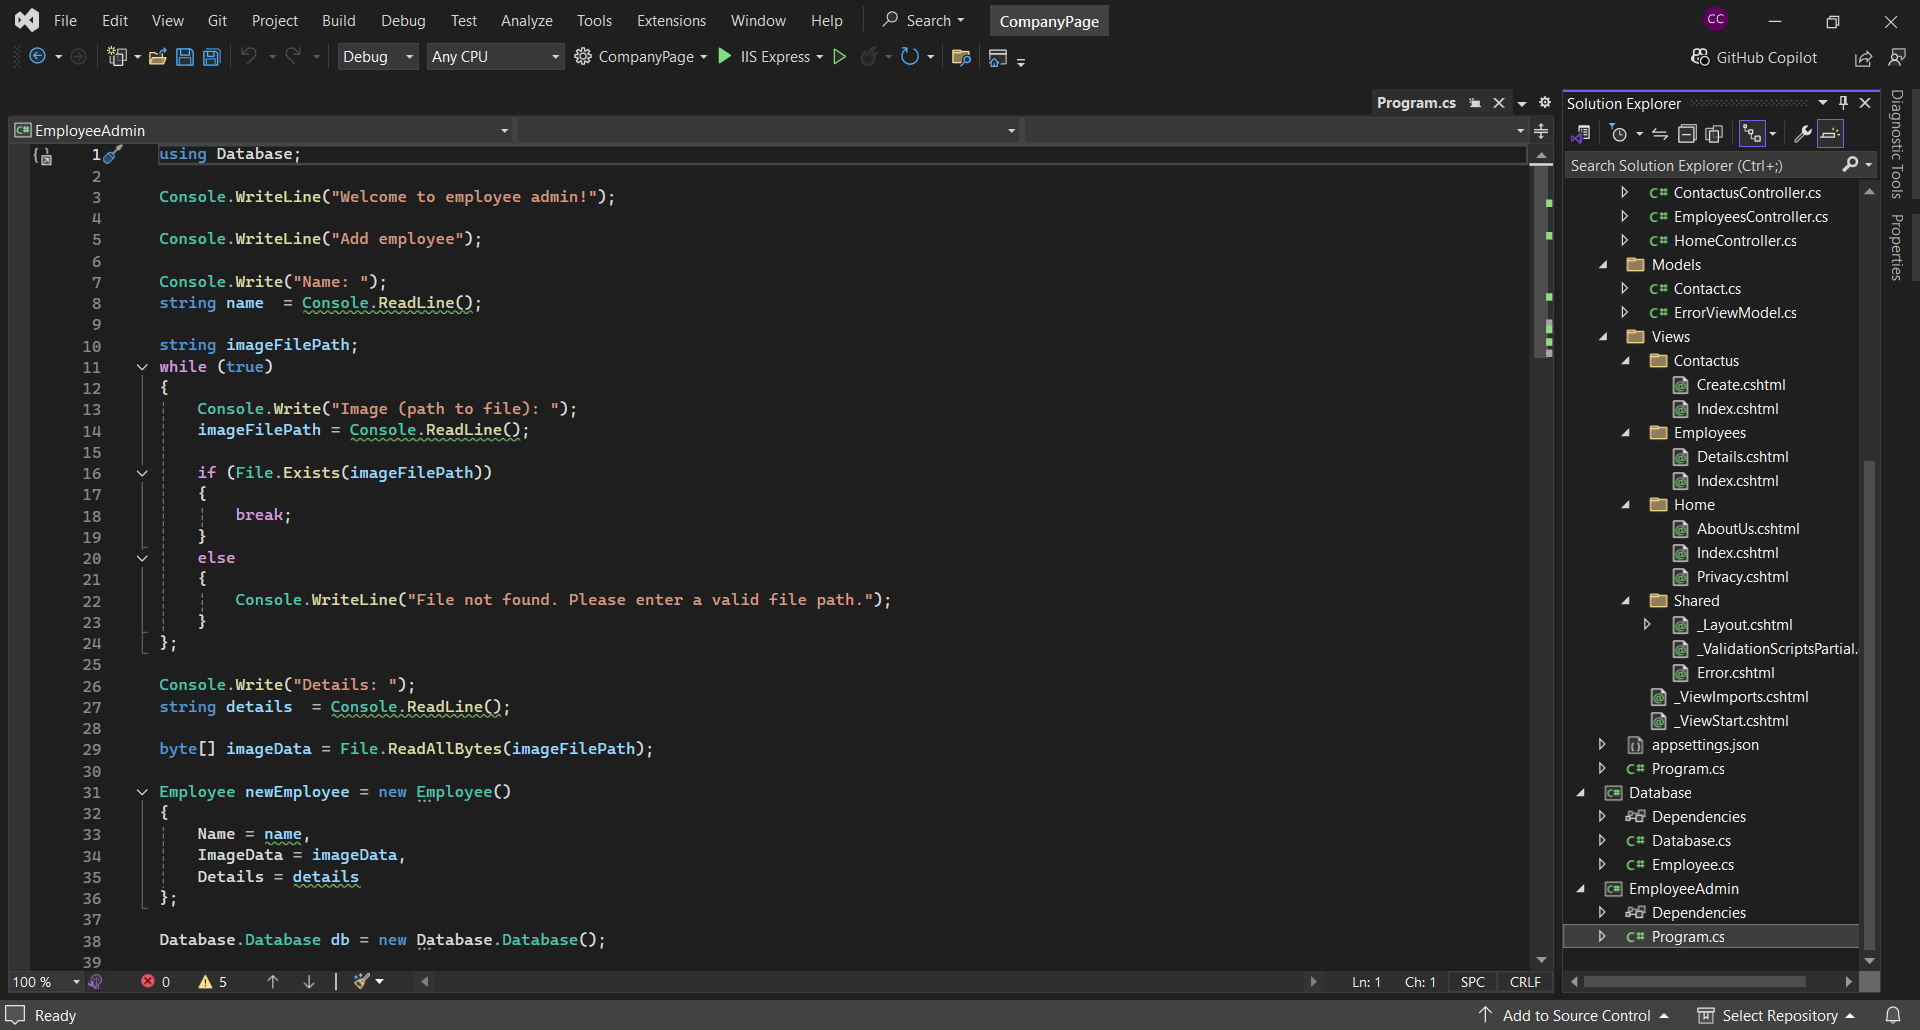 File Edit View Git Project Build Debug Test Analyze Tools Extensions Window Help Search CompanyPage CC
Debug Any CPU CompanyPage IIS Express GitHub Copilot
Program.cs
EmployeeAdmin
1 using Database;
2
3 Console.WriteLine("Welcome to employee admin!");
4
5 Console.WriteLine("Add employee");
6
7 Console.Write("Name: ");
8 string name  = Console.ReadLine();
9
10 string imageFilePath;
11 while (true)
12 {
13 Console.Write("Image (path to file): ");
14 imageFilePath = Console.ReadLine();
15
16 if (File.Exists(imageFilePath))
17 {
18 break;
19 }
20 else
21 {
22 Console.WriteLine("File not found. Please enter a valid file path.");
23 }
24 };
25
26 Console.Write("Details: ");
27 string details  = Console.ReadLine();
28
29 byte[] imageData = File.ReadAllBytes(imageFilePath);
30
31 Employee newEmployee = new Employee()
32 {
33 Name = name,
34 ImageData = imageData,
35 Details = details
36 };
37
38 Database.Database db = new Database.Database();
39
100 % 0 5 Ln: 1 Ch: 1 SPC CRLF
Solution Explorer
Search Solution Explorer (Ctrl+;)
C# ContactusController.cs
C# EmployeesController.cs
C# HomeController.cs
Models
C# Contact.cs
C# ErrorViewModel.cs
Views
Contactus
Create.cshtml
Index.cshtml
Employees
Details.cshtml
Index.cshtml
Home
AboutUs.cshtml
Index.cshtml
Privacy.cshtml
Shared
_Layout.cshtml
_ValidationScriptsPartial.
Error.cshtml
_ViewImports.cshtml
_ViewStart.cshtml
appsettings.json
C# Program.cs
C# Database
Dependencies
C# Database.cs
C# Employee.cs
C# EmployeeAdmin
Dependencies
C# Program.cs
Diagnostic Tools
Properties
Ready Add to Source Control Select Repository